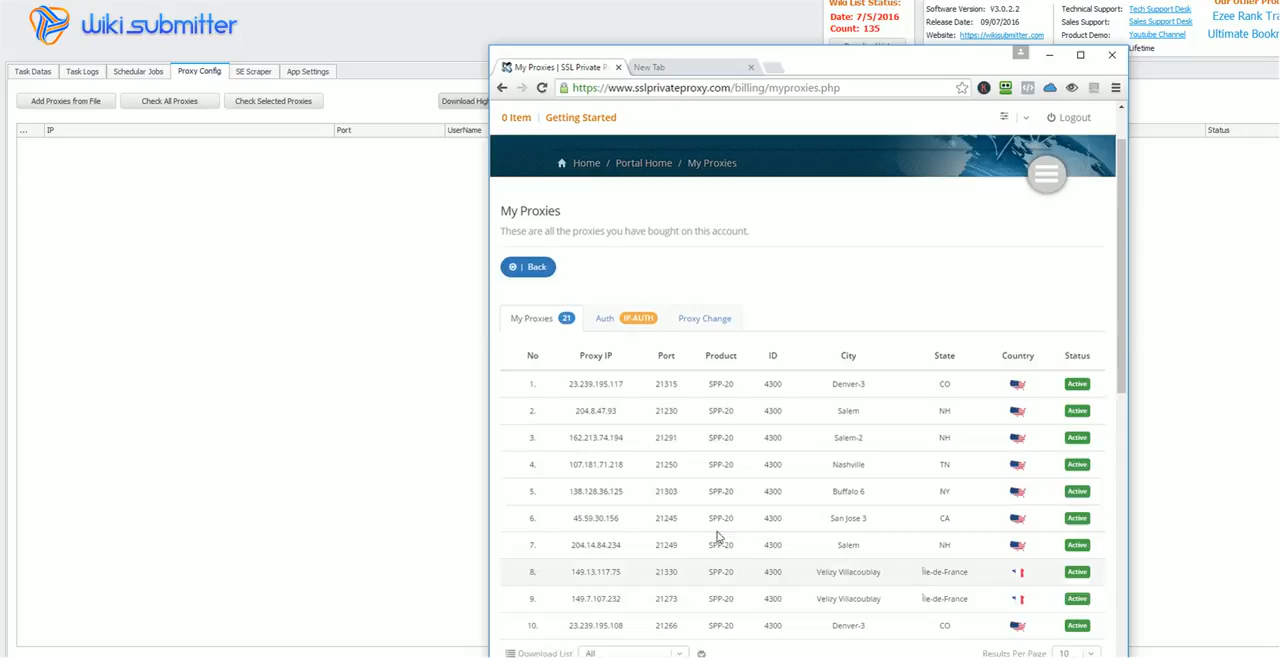 wiki submitter
Wiki List Status:
Date: 7/5/2016
Count: 135
Software Version: V3.0.2.2
Release Date: 09/07/2016
Website: https://wikisubmitter.com
Technical Support: Tech Support Desk
Sales Support: Sales Support Desk
Product Demo: Youtube Channel
Lifetime
Our Other
Ezee Rank Tra
Ultimate Bookm
Task Datas Task Logs Schedular Jobs Proxy Config SE Scraper App Settings
Add Proxies from File Check All Proxies Check Selected Proxies Download High
... IP Port UserName Status
My Proxies | SSL Private P New Tab
https://www.sslprivateproxy.com/billing/myproxies.php
0 Item Getting Started Logout
Home / Portal Home / My Proxies
My Proxies
These are all the proxies you have bought on this account.
| Back
My Proxies 21 Auth IP-AUTH Proxy Change
No Proxy IP Port Product ID City State Country Status
1. 23.239.195.117 21315 SPP-20 4300 Denver-3 CO Active
2. 204.8.47.93 21230 SPP-20 4300 Salem NH Active
3. 162.213.74.194 21291 SPP-20 4300 Salem-2 NH Active
4. 107.181.71.218 21250 SPP-20 4300 Nashville TN Active
5. 138.128.36.125 21303 SPP-20 4300 Buffalo 6 NY Active
6. 45.59.30.156 21245 SPP-20 4300 San Jose 3 CA Active
7. 204.14.84.234 21249 SPP-20 4300 Salem NH Active
8. 149.13.117.75 21330 SPP-20 4300 Velizy Villacoublay Île-de-France Active
9. 149.7.107.232 21273 SPP-20 4300 Velizy Villacoublay Île-de-France Active
10. 23.239.195.108 21266 SPP-20 4300 Denver-3 CO Active
Download List All Results Per Page 10